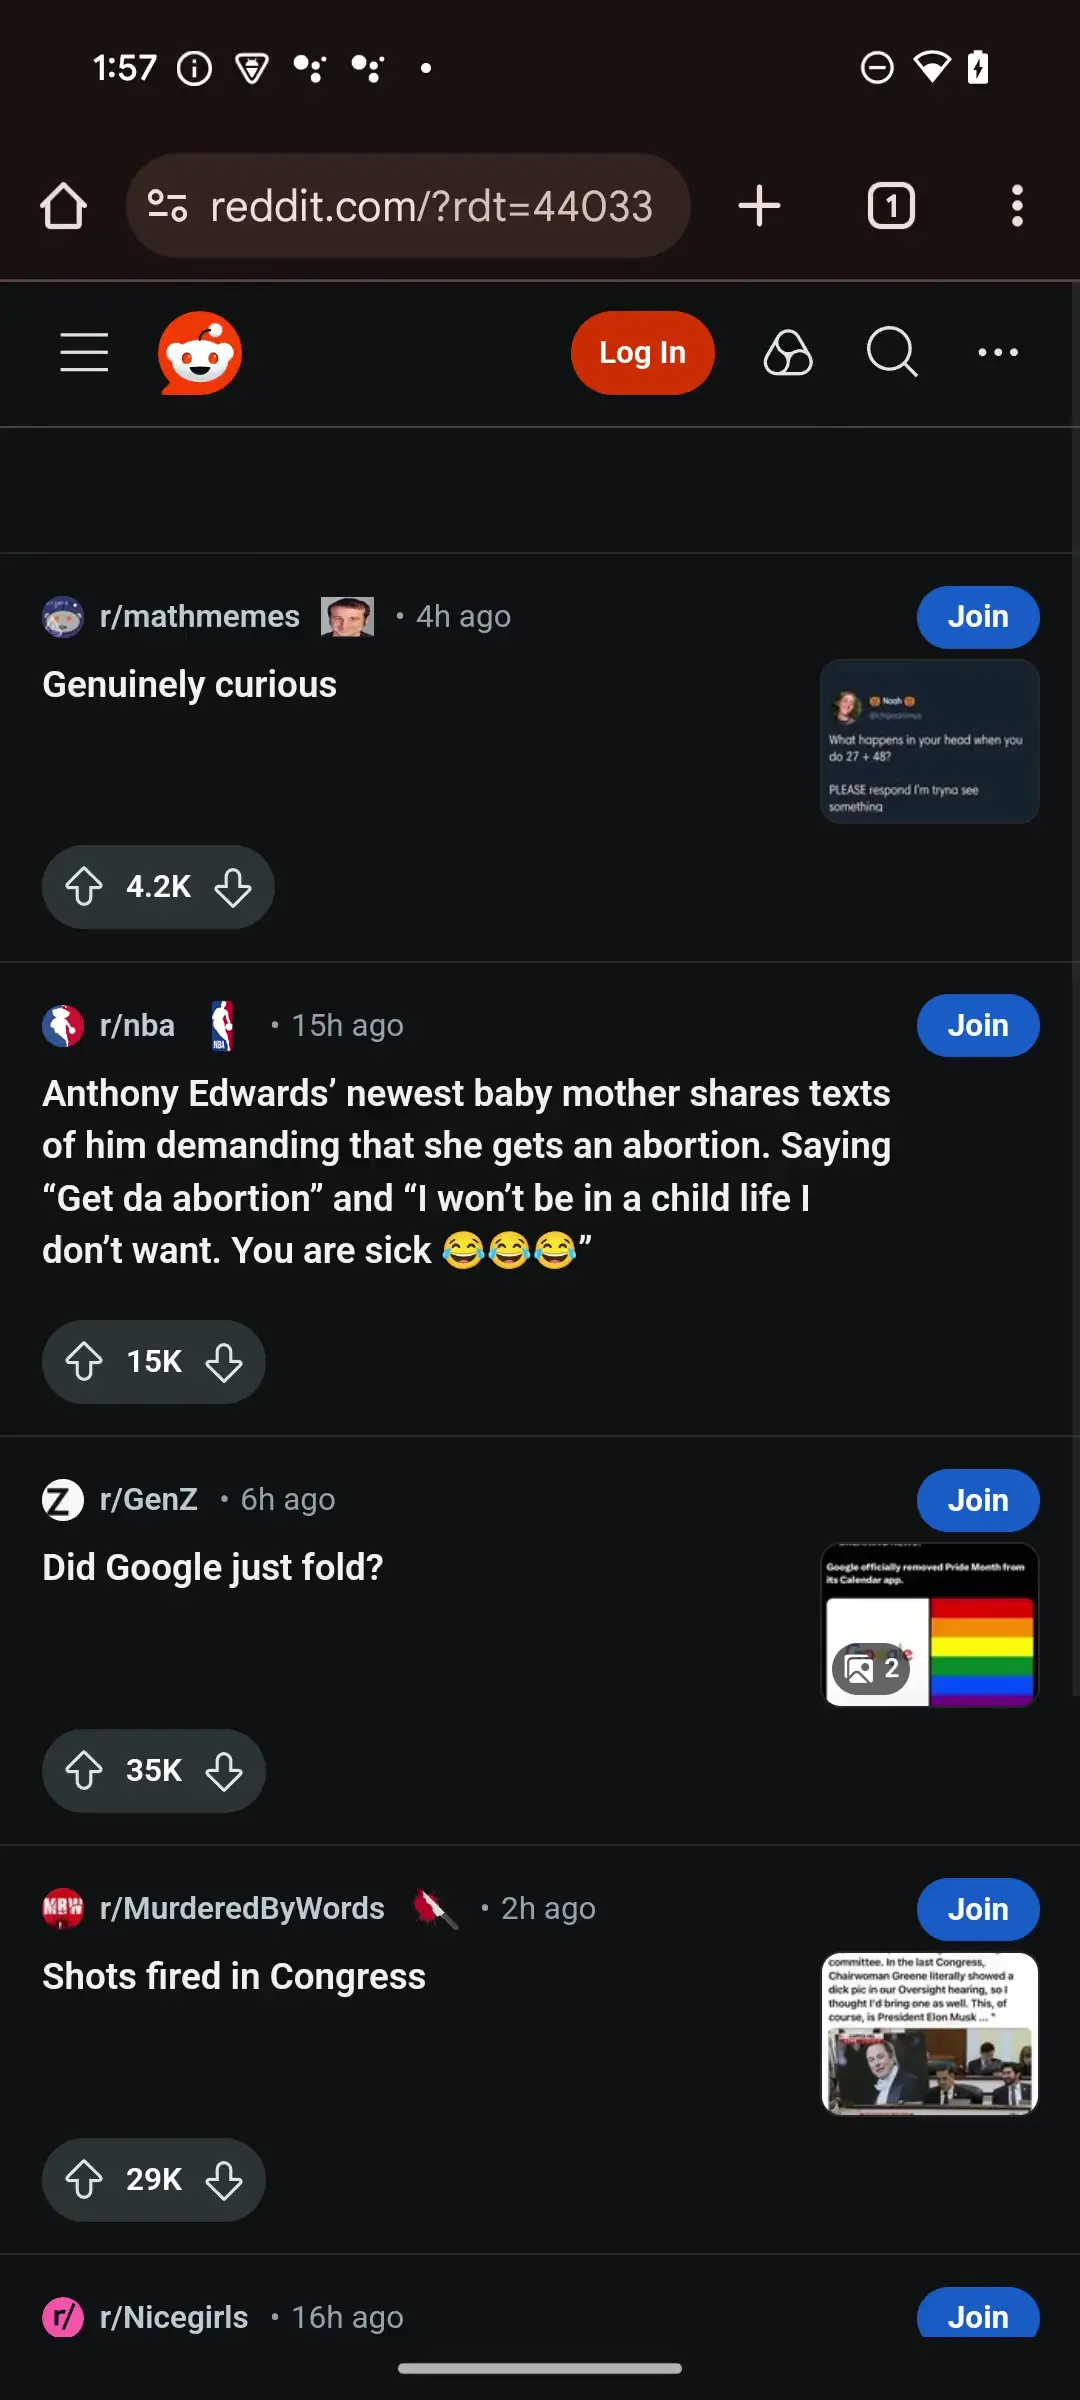 1:57
reddit.com/?rdt=44033
1
Log In
r/mathmemes • 4h ago
Join
Genuinely curious
Noah
What happens in your head when you
do 27 + 48?
PLEASE respond I'm tryna see
something
4.2K
r/nba • 15h ago
NBA
Join
Anthony Edwards’ newest baby mother shares texts
of him demanding that she gets an abortion. Saying
“Get da abortion” and “I won’t be in a child life I
don’t want. You are sick 😂😂😂”
15K
Z
r/GenZ • 6h ago
Join
Did Google just fold?
Google officially removed Pride Month from
its Calendar app.
2
35K
MBW
r/MurderedByWords • 2h ago
Join
Shots fired in Congress
committee. In the last Congress,
Chairwoman Greene literally showed a
dick pic in our Oversight hearing, so I
thought I'd bring one as well. This, of
course, is President Elon Musk ... "
29K
r/
r/Nicegirls • 16h ago
Join